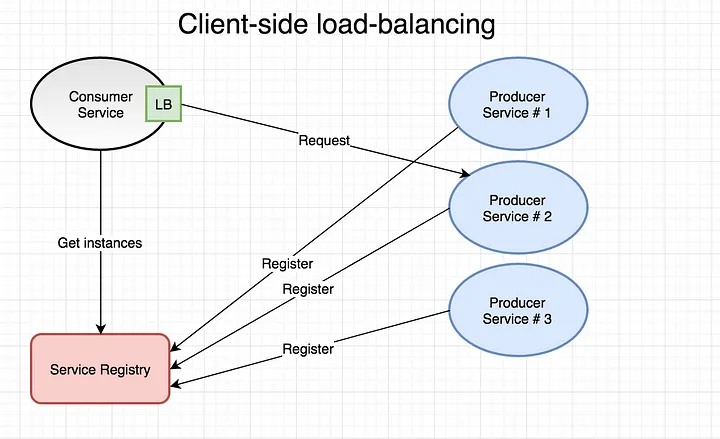 Client-side load-balancing
Consumer
Service
LB
Producer
Service # 1
Request
Producer
Service # 2
Get instances
Register
Register
Producer
Service # 3
Register
Service Registry